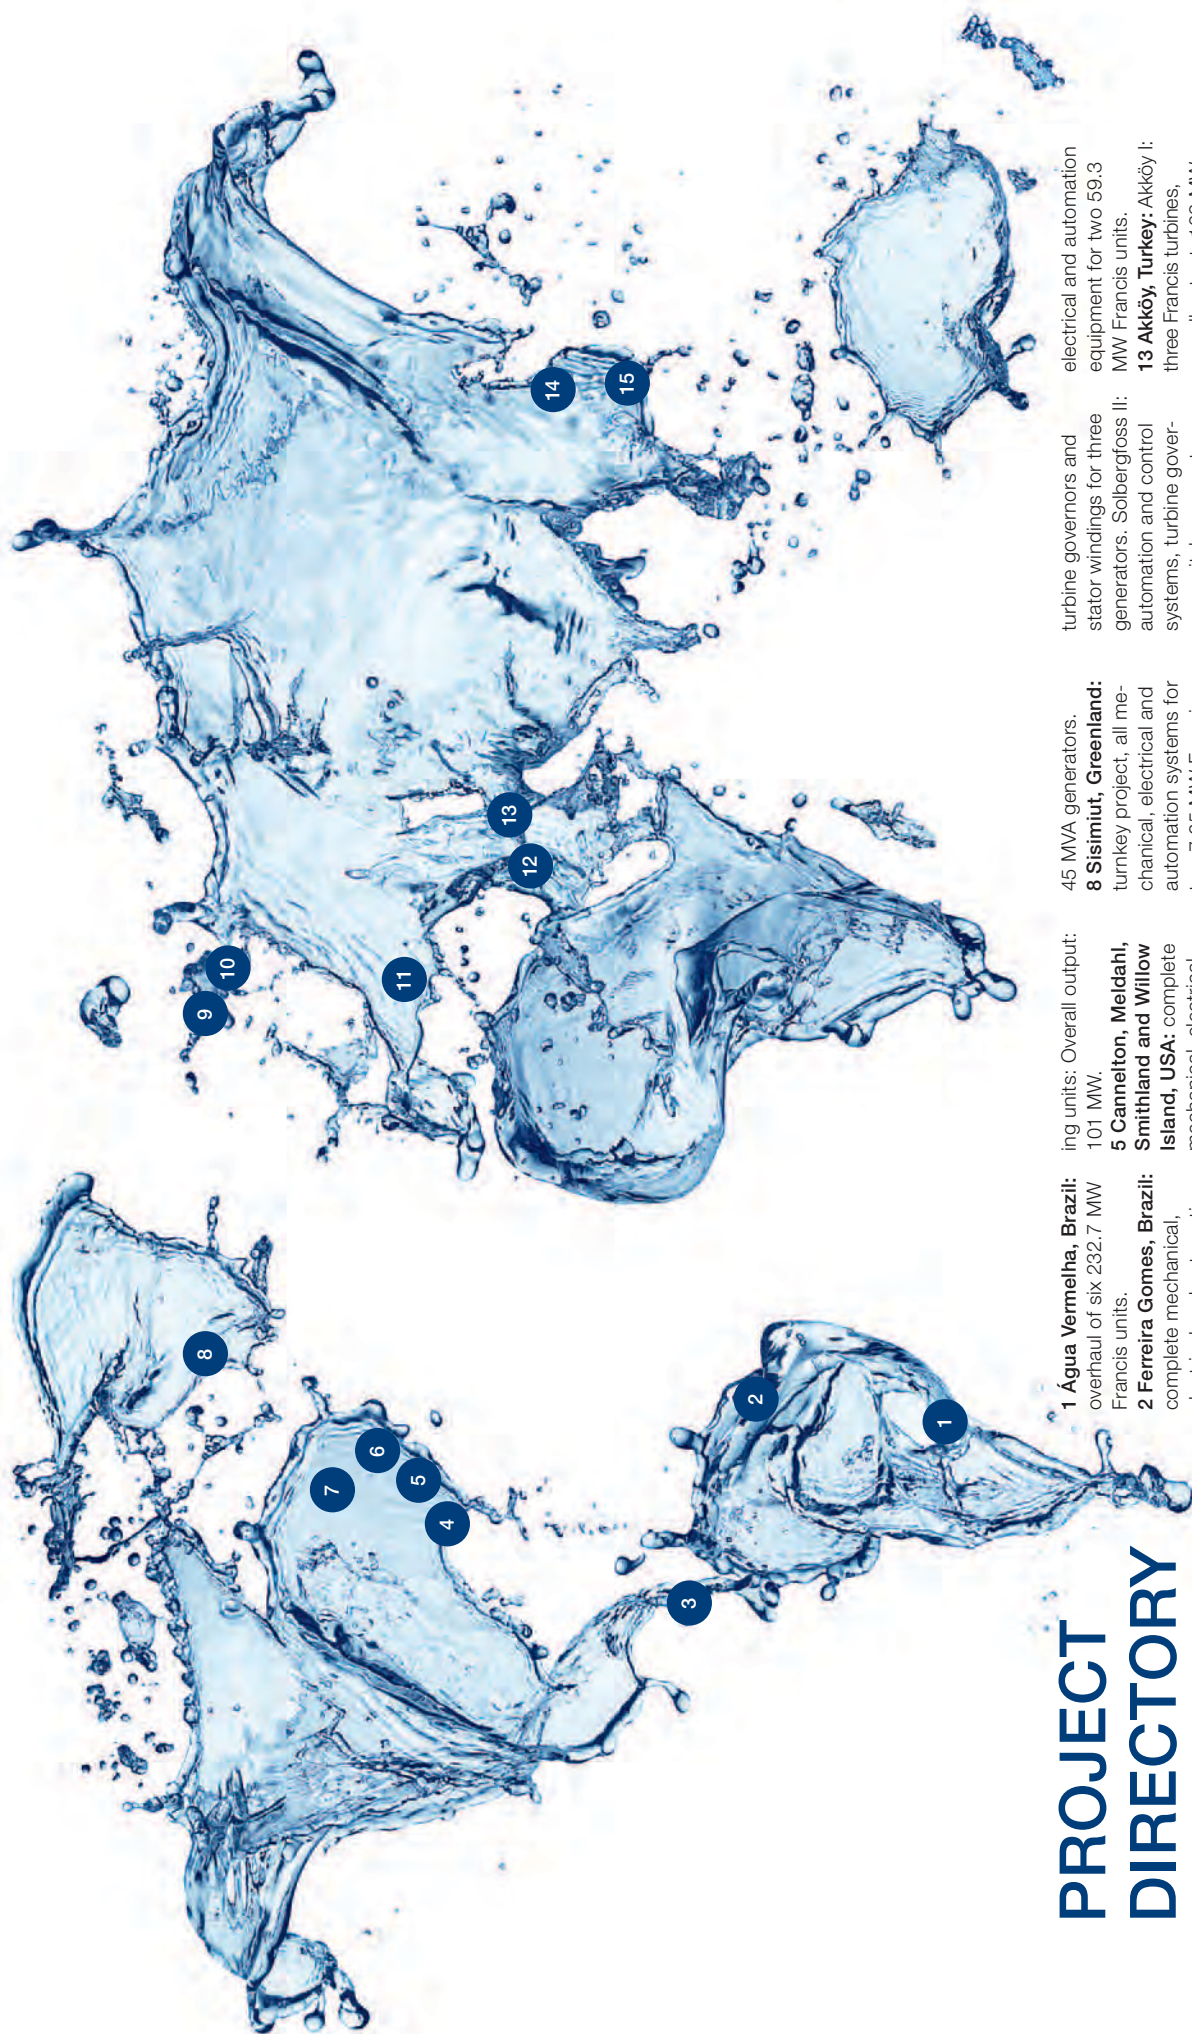 8
9
10
7
6
5
4
11
12
13
14
15
3
2
1
PROJECT
DIRECTORY
1 Água Vermelha, Brazil:
overhaul of six 232.7 MW
Francis units.
2 Ferreira Gomes, Brazil:
complete mechanical,
ing units: Overall output:
101 MW.
5 Cannelton, Meldahl,
Smithland and Willow
Island, USA: complete
45 MVA generators.
8 Sisimiut, Greenland:
turnkey project, all me-
chanical, electrical and
automation systems for
turbine governors and
stator windings for three
generators. Solbergfoss II:
automation and control
systems, turbine gover-
electrical and automation
equipment for two 59.3
MW Francis units.
13 Akköy, Turkey: Akköy I:
three Francis turbines,